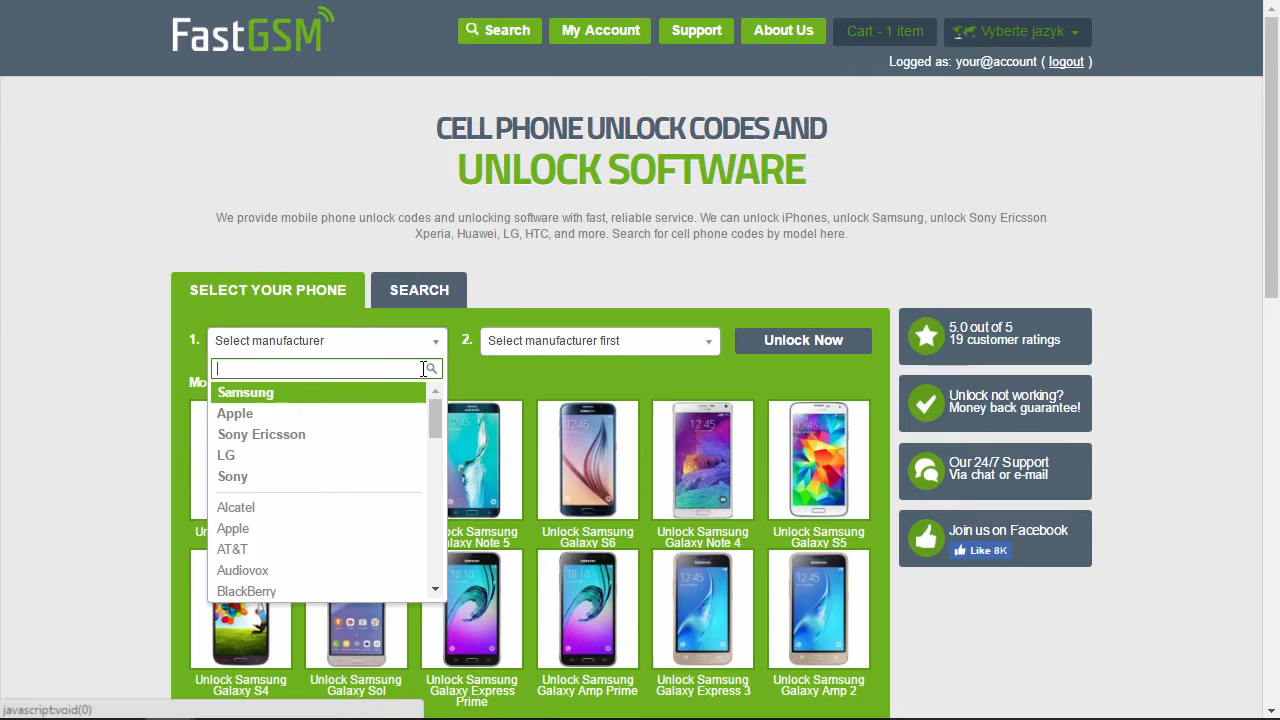 FastGSM
Search
My Account
Support
About Us
Cart - 1 item
Vyberte jazyk
Logged as: your@account ( logout )
CELL PHONE UNLOCK CODES AND
UNLOCK SOFTWARE
We provide mobile phone unlock codes and unlocking software with fast, reliable service. We can unlock iPhones, unlock Samsung, unlock Sony Ericsson
Xperia, Huawei, LG, HTC, and more. Search for cell phone codes by model here.
SELECT YOUR PHONE
SEARCH
1. Select manufacturer
2. Select manufacturer first
Unlock Now
Samsung
Apple
Sony Ericsson
LG
Sony
Alcatel
Apple
AT&T
Audiovox
BlackBerry
5.0 out of 5
19 customer ratings
Unlock not working?
Money back guarantee!
Our 24/7 Support
Via chat or e-mail
Join us on Facebook
Like 8K
Note 5
Unlock Samsung
Galaxy S6
Unlock Samsung
Galaxy Note 4
Unlock Samsung
Galaxy S5
Unlock Samsung
Galaxy S4
Unlock Samsung
Galaxy Sol
Unlock Samsung
Galaxy Express
Prime
Unlock Samsung
Galaxy Amp Prime
Unlock Samsung
Galaxy Express 3
Unlock Samsung
Galaxy Amp 2
javascript:void(0)